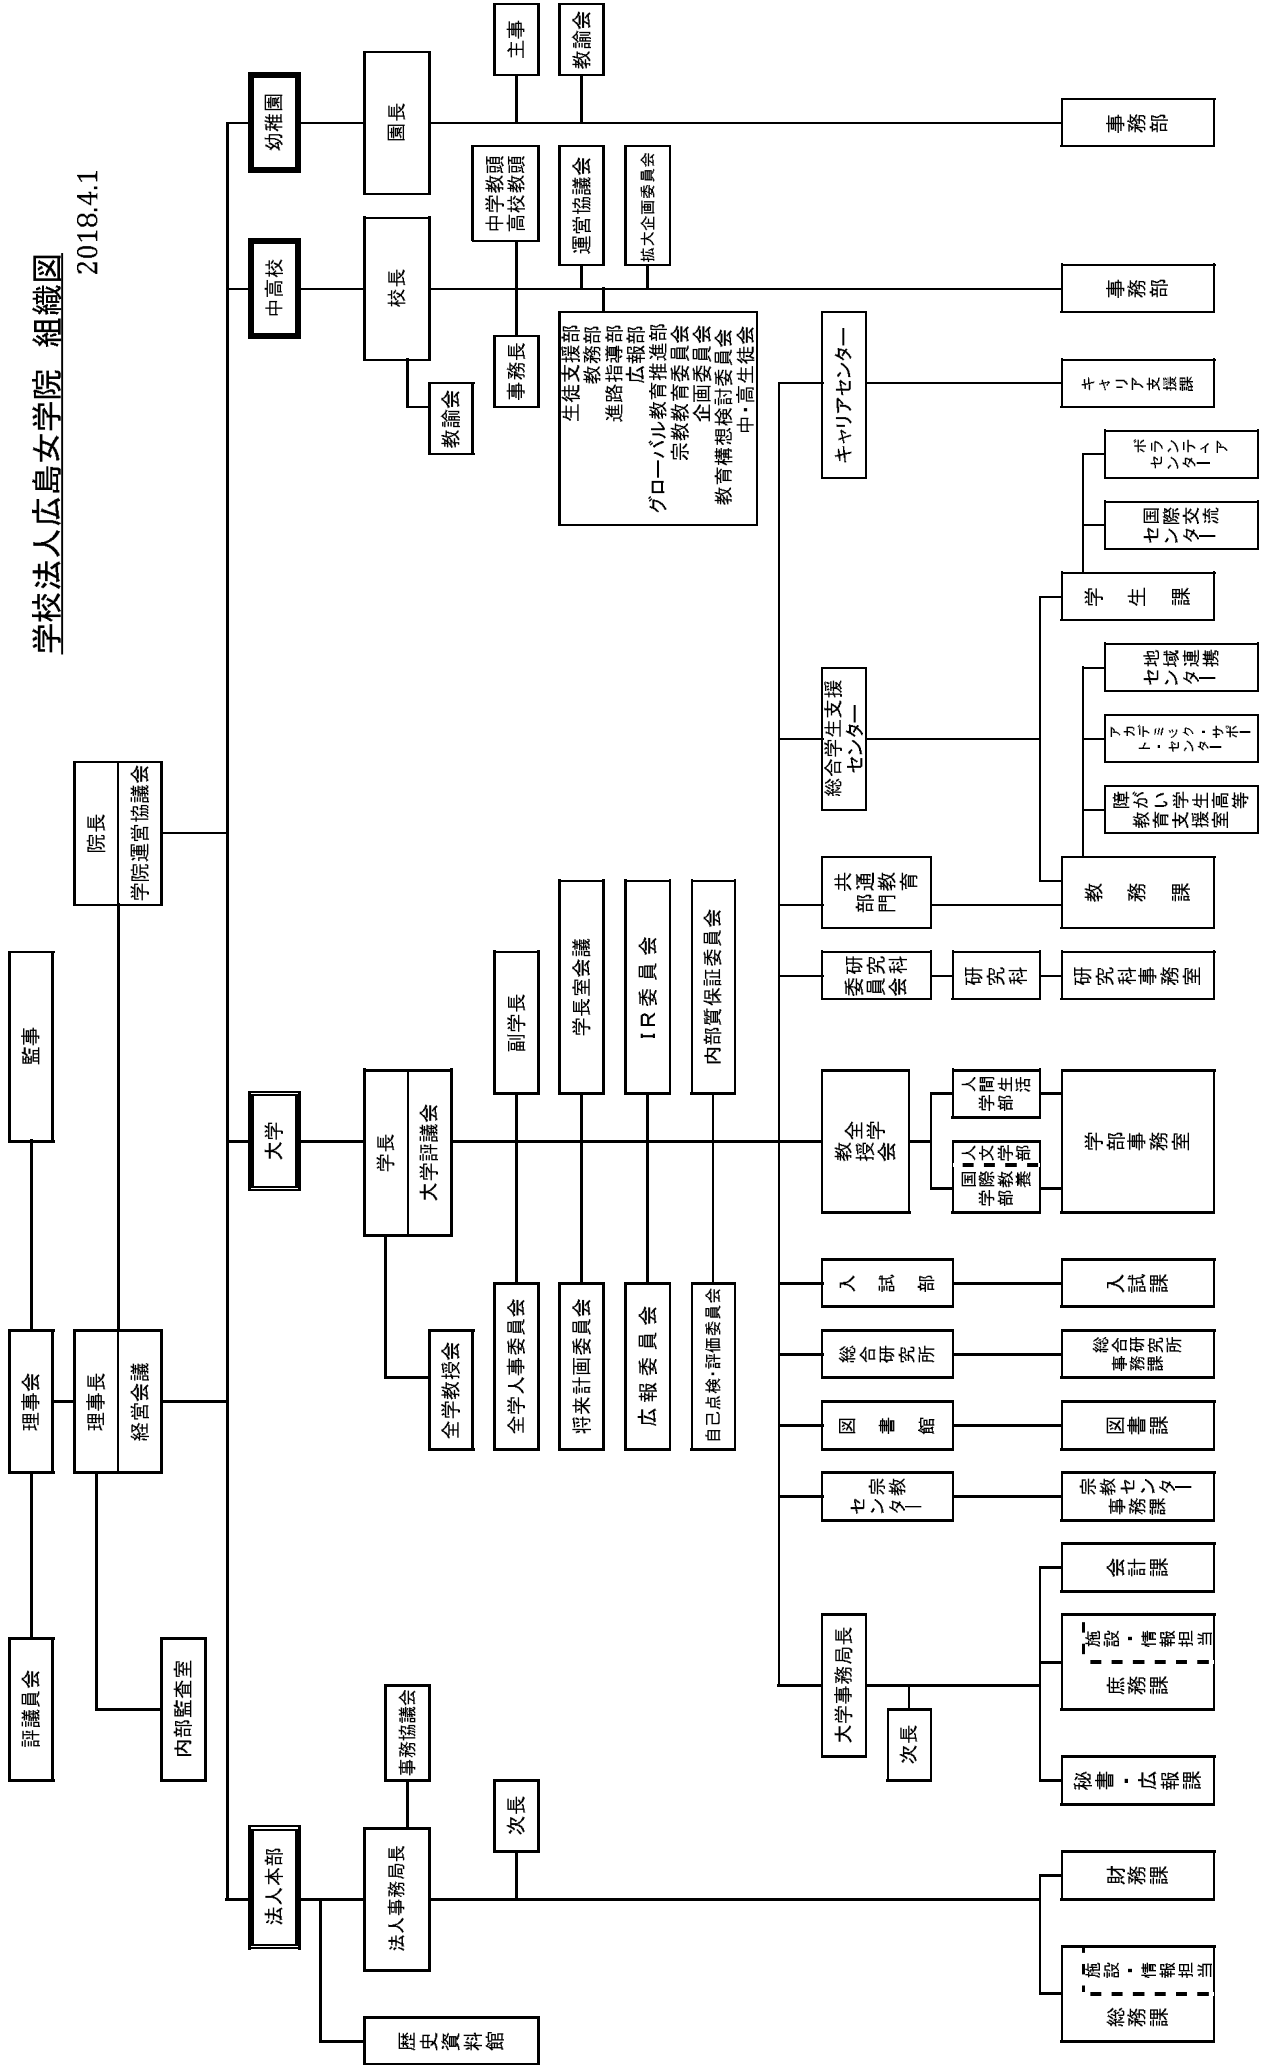 学校法人広島女学院 組織図
2018.4.1
評議員会
理事会
監事
理事長
経営会議
院長
学院運営協議会
内部監査室
法人本部
大学
中高校
幼稚園
歴史資料館
法人事務局長
事務協議会
次長
学長
大学評議会
全学教授会
校長
教諭会
園長
全学人事委員会
副学長
将来計画委員会
学長室会議
広報委員会
IR委員会
自己点検・評価委員会
内部質保証委員会
事務長
中学教頭
高校教頭
運営協議会
拡大企画委員会
生徒支援部
教務部
進路指導部
広報部
グローバル教育推進部
宗教教育委員会
企画委員会
教育構想検討委員会
中・高生徒会
主事
教諭会
大学事務局長
次長
宗教
センター
図書館
総合研究所
入試部
全学
教授会
国際教養
学部
人文学部
人間生活
学部
研究科
委員会
研究科
共通教育
部門
総合学生支援
センター
キャリアセンター
総務課
施設・情報担当
財務課
秘書・広報課
庶務課
施設・情報担当
会計課
宗教センター
事務課
図書課
総合研究所
事務課
入試課
学部事務室
研究科事務室
教務課
障がい学生高等
教育支援室
アカデミック・サポー
ト・センター
地域連携
センター
学生課
国際交流
センター
ボランティア
センター
キャリア支援課
事務部
事務部